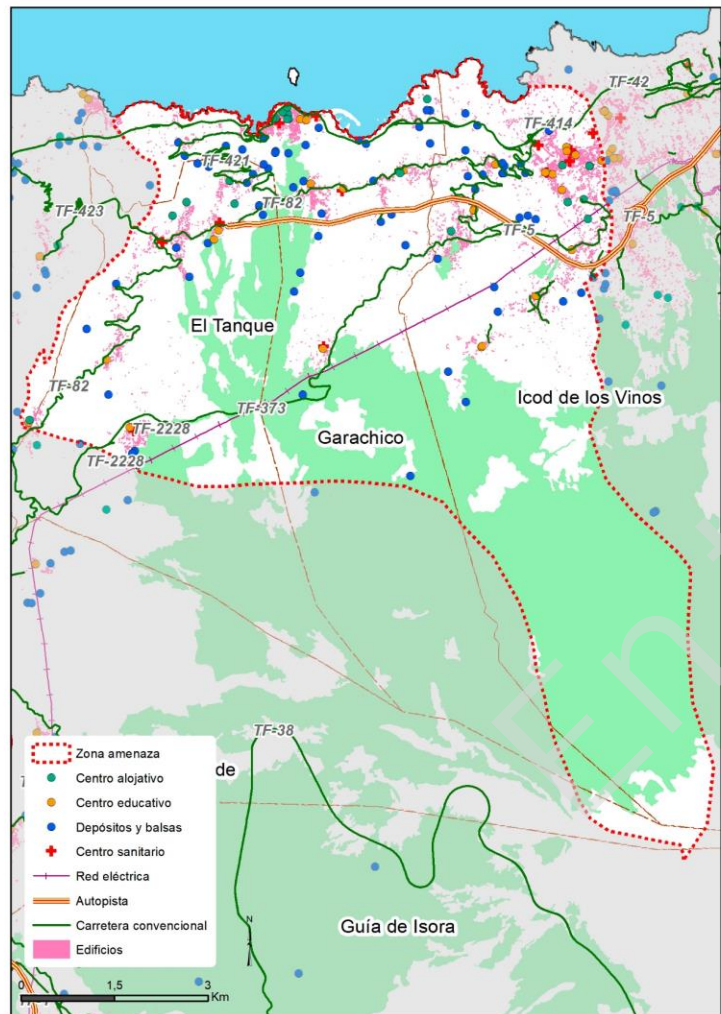 TF-42
TF-414
TF-421
TF-82
TF-423
TF-5
TF-5
El Tanque
TF-82
Icod de los Vinos
TF-373
TF-2228
Garachico
TF-2228
TF-38
de
Guía de Isora
Zona amenaza
Centro alojativo
Centro educativo
Depósitos y balsas
Centro sanitario
Red eléctrica
Autopista
Carretera convencional
Edificios
N
0 1,5 3
Km
En